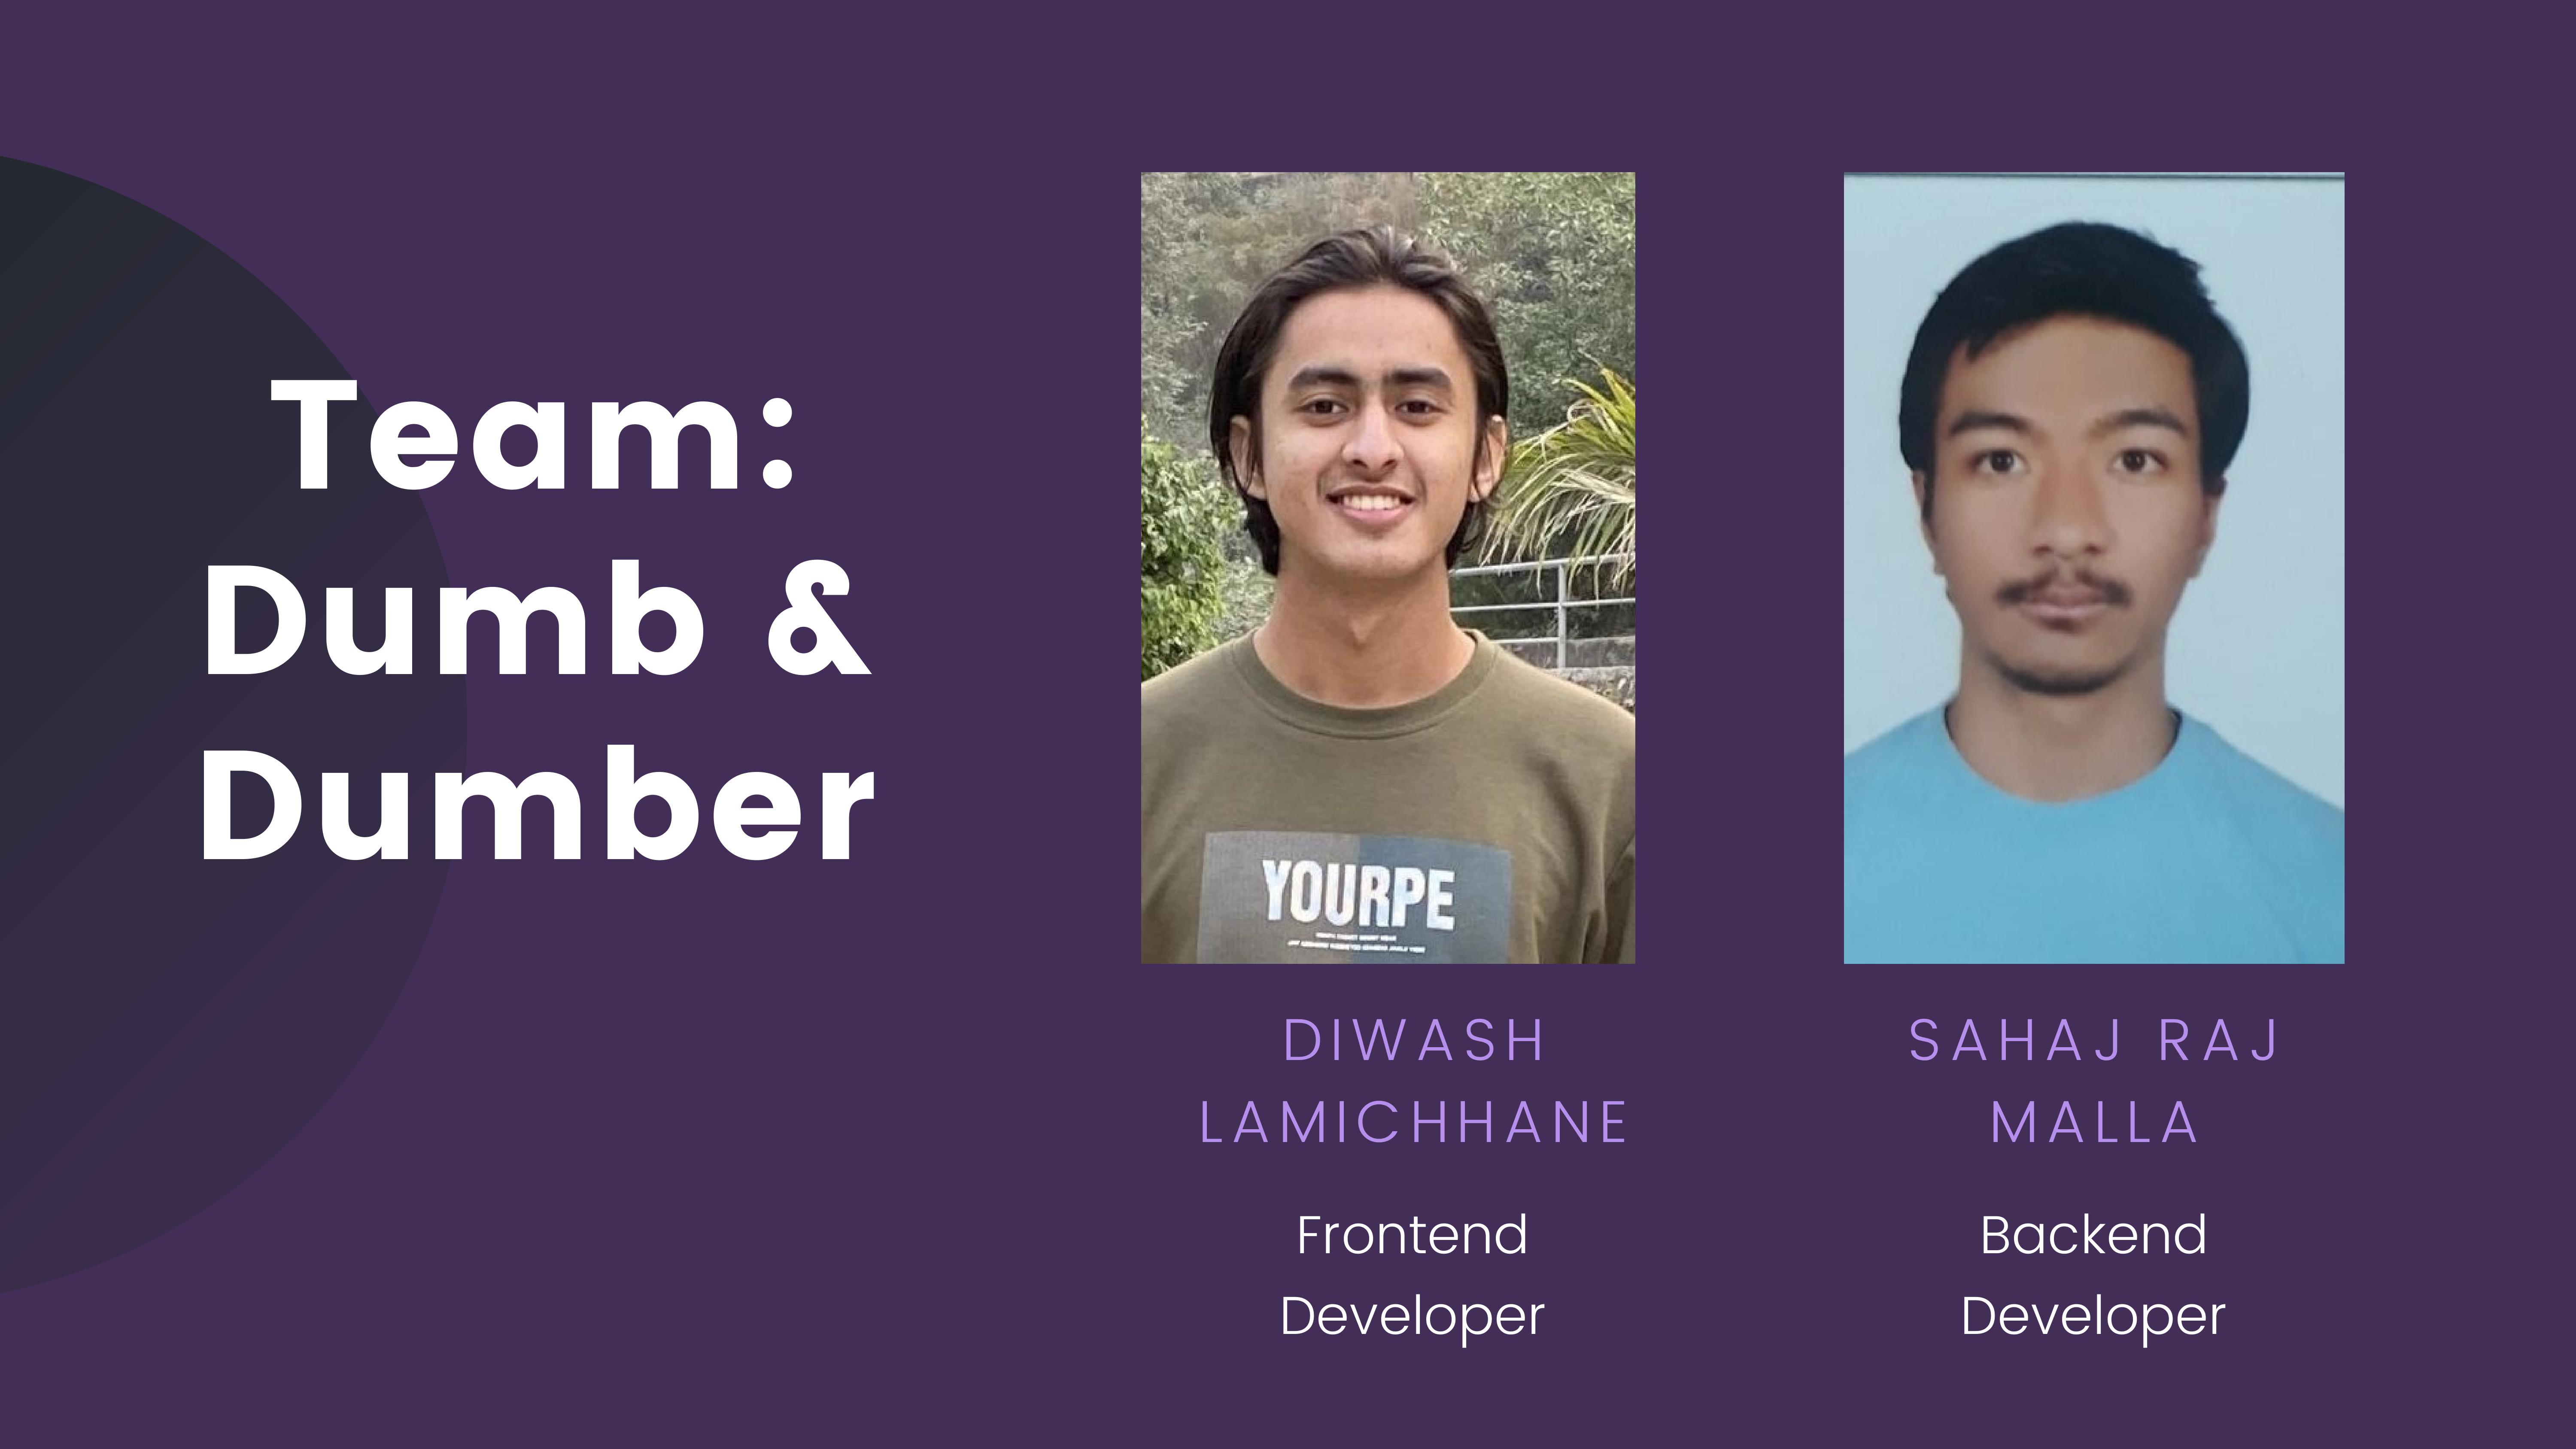 Team:
Dumb &
Dumber
YOURPE
DIWASH
LAMICHHANE
Frontend
Developer
SAHAJ RAJ
MALLA
Backend
Developer